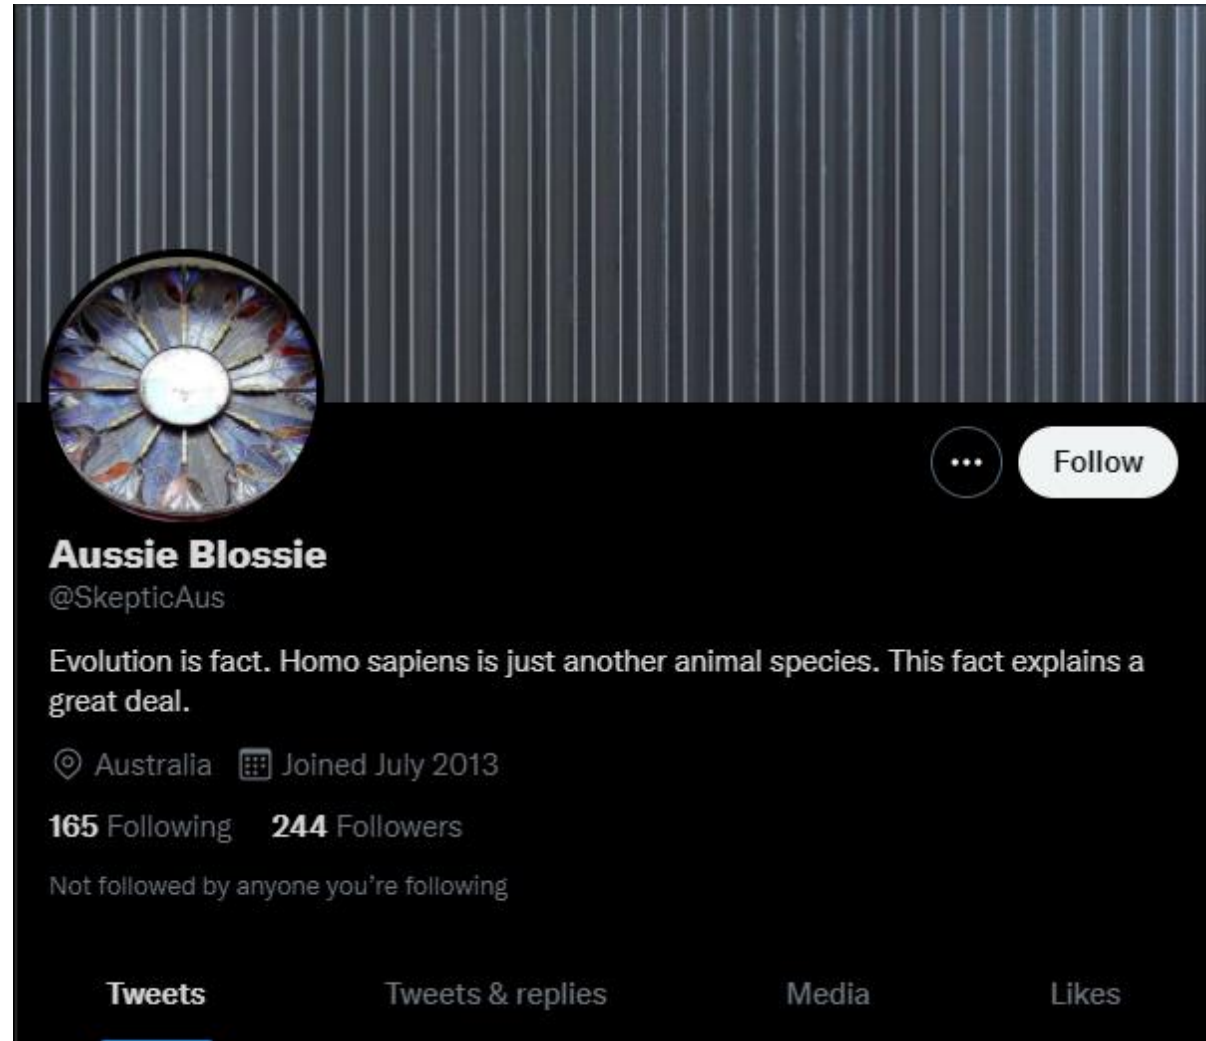 Follow
Aussie Blossie
@SkepticAus
Evolution is fact. Homo sapiens is just another animal species. This fact explains a
great deal.
Australia Joined July 2013
165 Following 244 Followers
Not followed by anyone you’re following
Tweets Tweets & replies Media Likes